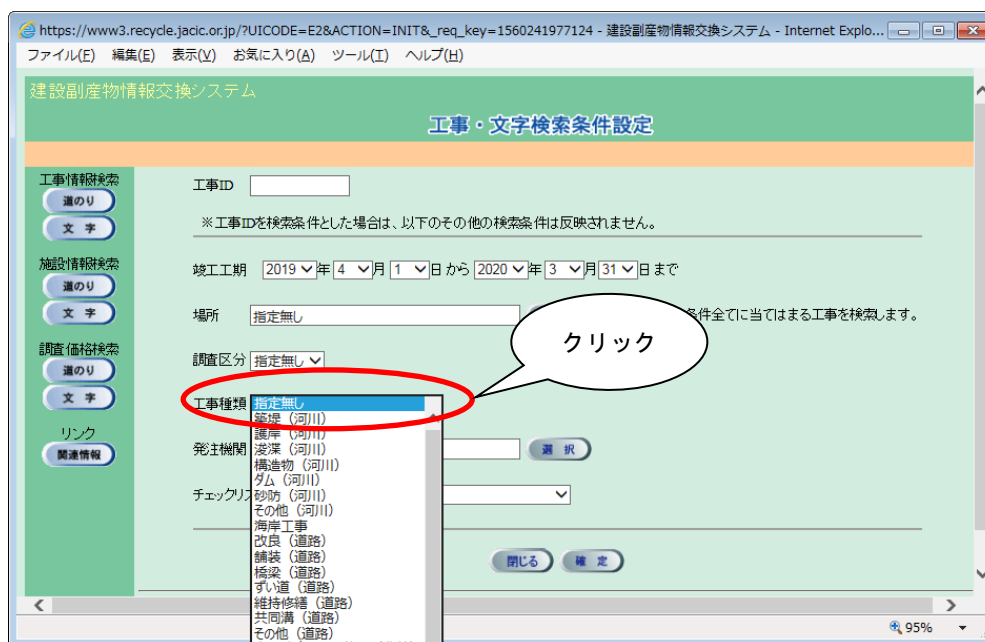 https://www3.recycle.jacic.or.jp/?UICODE=E2&ACTION=INIT&_req_key=1560241977124 - 建設副産物情報交換システム - Internet Explo...
ファイル(F) 編集(E) 表示(V) お気に入り(A) ツール(T) ヘルプ(H)
建設副産物情報交換システム
工事・文字検索条件設定
工事情報検索
道のり
文 字
施設情報検索
道のり
文 字
調査価格検索
道のり
文 字
リンク
関連情報
工事ID
※工事IDを検索条件とした場合は、以下のその他の検索条件は反映されません。
竣工工期 2019 年 4 月 1 日 から 2020 年 3 月 31 日 まで
場所 指定無し 条件全てに当てはまる工事を検索します。
クリック
調査区分 指定無し
工事種類 指定無し
築堤（河川）
護岸（河川）
浚渫（河川）
構造物（河川）
ダム（河川）
砂防（河川）
その他（河川）
海岸工事
改良（道路）
舗装（道路）
橋梁（道路）
ずい道（道路）
維持修繕（道路）
共同溝（道路）
その他（道路）
発注機関 選 択
チェックリス
閉じる 確 定
95%